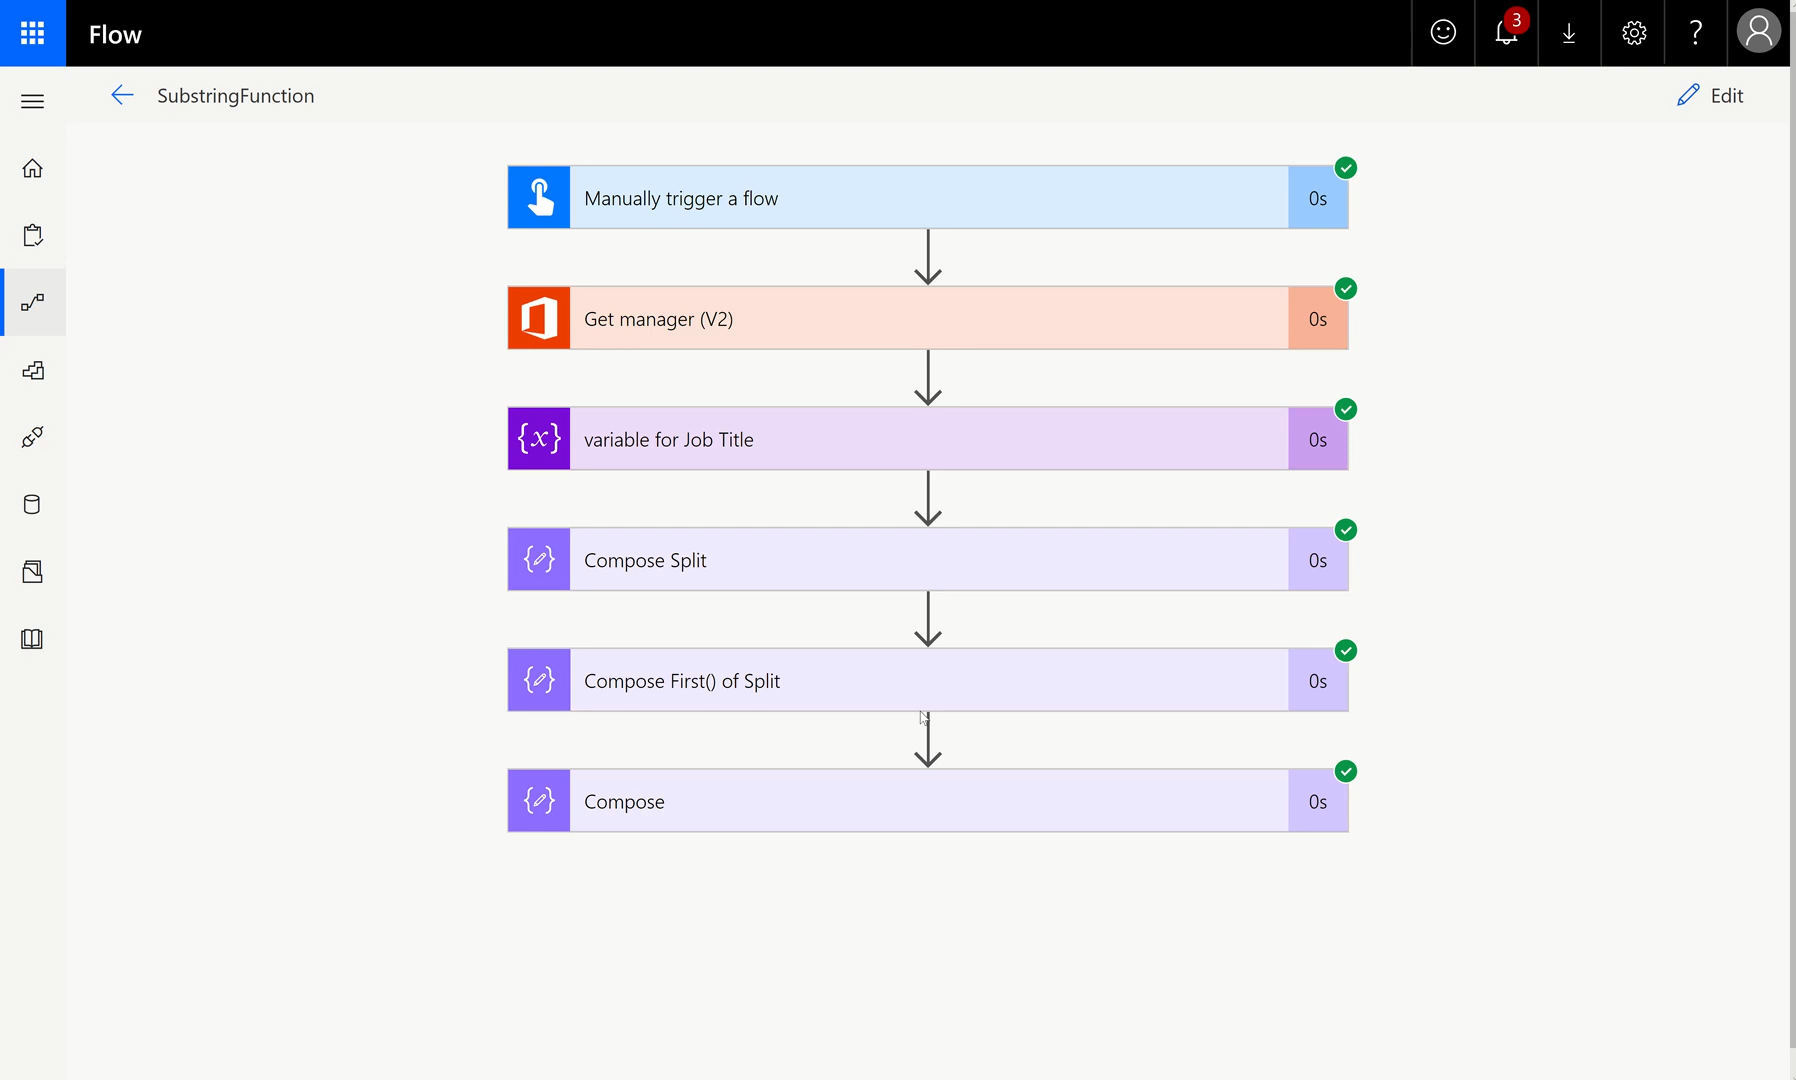 Flow
3
?
SubstringFunction
Edit
Manually trigger a flow
0s
Get manager (V2)
0s
{x}
variable for Job Title
0s
Compose Split
0s
Compose First() of Split
0s
Compose
0s